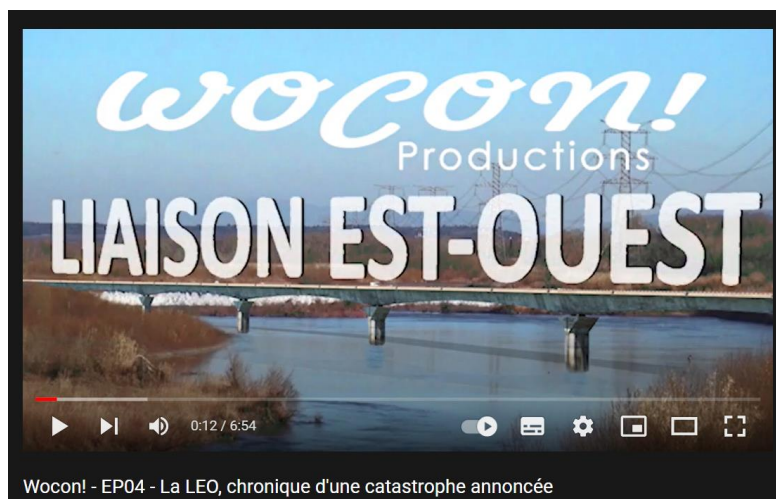 wocon!
Productions
LIAISON EST-OUEST
0:12 / 6:54
Wocon! - EP04 - La LEO, chronique d'une catastrophe annoncée